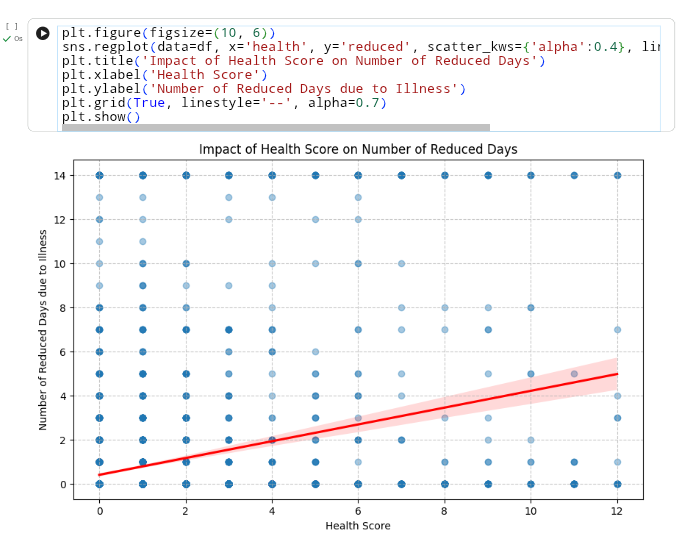 [ ]
0s
plt.figure(figsize=(10, 6))
sns.regplot(data=df, x='health', y='reduced', scatter_kws={'alpha':0.4}, lin
plt.title('Impact of Health Score on Number of Reduced Days')
plt.xlabel('Health Score')
plt.ylabel('Number of Reduced Days due to Illness')
plt.grid(True, linestyle='--', alpha=0.7)
plt.show()
Impact of Health Score on Number of Reduced Days
Number of Reduced Days due to Illness
14
12
10
8
6
4
2
0
0 2 4 6 8 10 12
Health Score